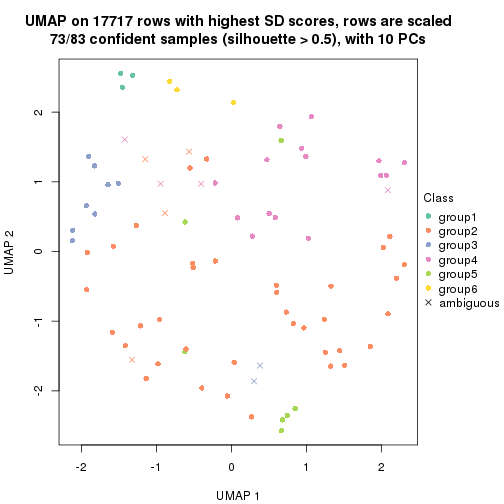 UMAP on 17717 rows with highest SD scores, rows are scaled
73/83 confident samples (silhouette > 0.5), with 10 PCs
2
1
0
-1
-2
UMAP 2
-2
-1
0
1
2
UMAP 1
Class
group1
group2
group3
group4
group5
group6
ambiguous